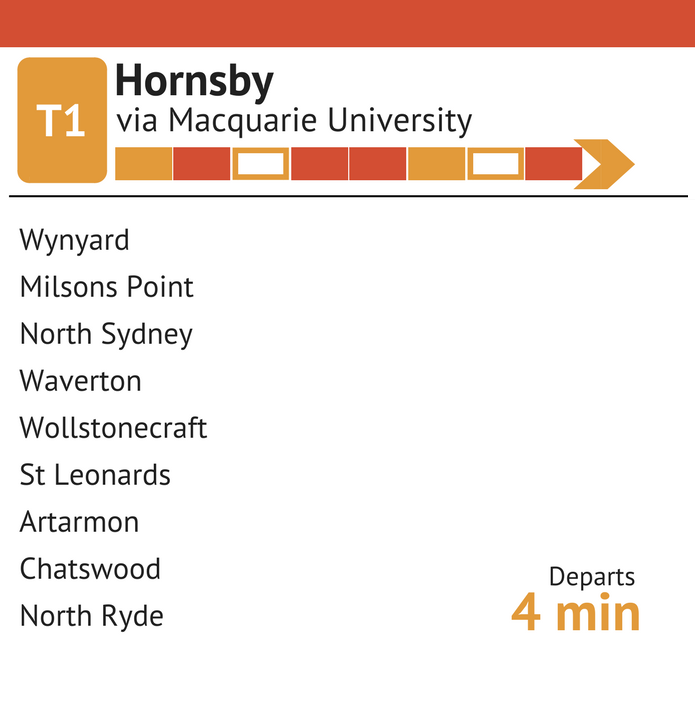 T1
Hornsby
via Macquarie University
Wynyard
Milsons Point
North Sydney
Waverton
Wollstonecraft
St Leonards
Artarmon
Chatswood
North Ryde
Departs
4 min